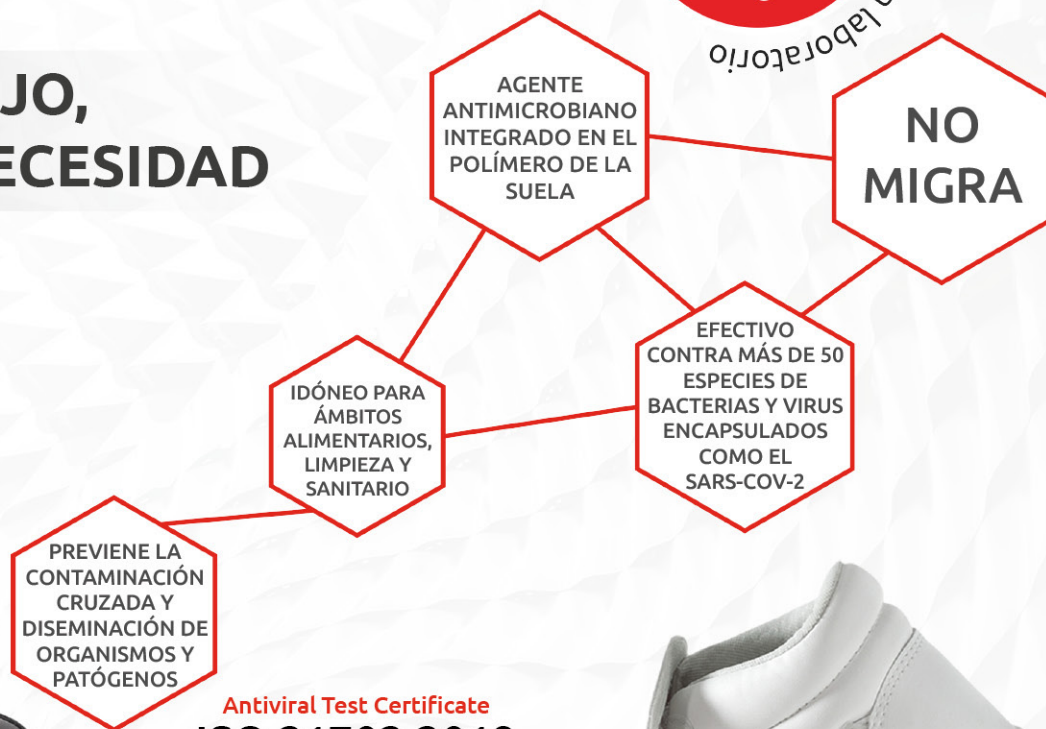 laboratorio
JO,
ECESIDAD
AGENTE
ANTIMICROBIANO
INTEGRADO EN EL
POLÍMERO DE LA
SUELA
NO
MIGRA
EFECTIVO
CONTRA MÁS DE 50
ESPECIES DE
BACTERIAS Y VIRUS
ENCAPSULADOS
COMO EL
SARS-COV-2
IDÓNEO PARA
ÁMBITOS
ALIMENTARIOS,
LIMPIEZA Y
SANITARIO
PREVIENE LA
CONTAMINACIÓN
CRUZADA Y
DISEMINACIÓN DE
ORGANISMOS Y
PATÓGENOS
Antiviral Test Certificate